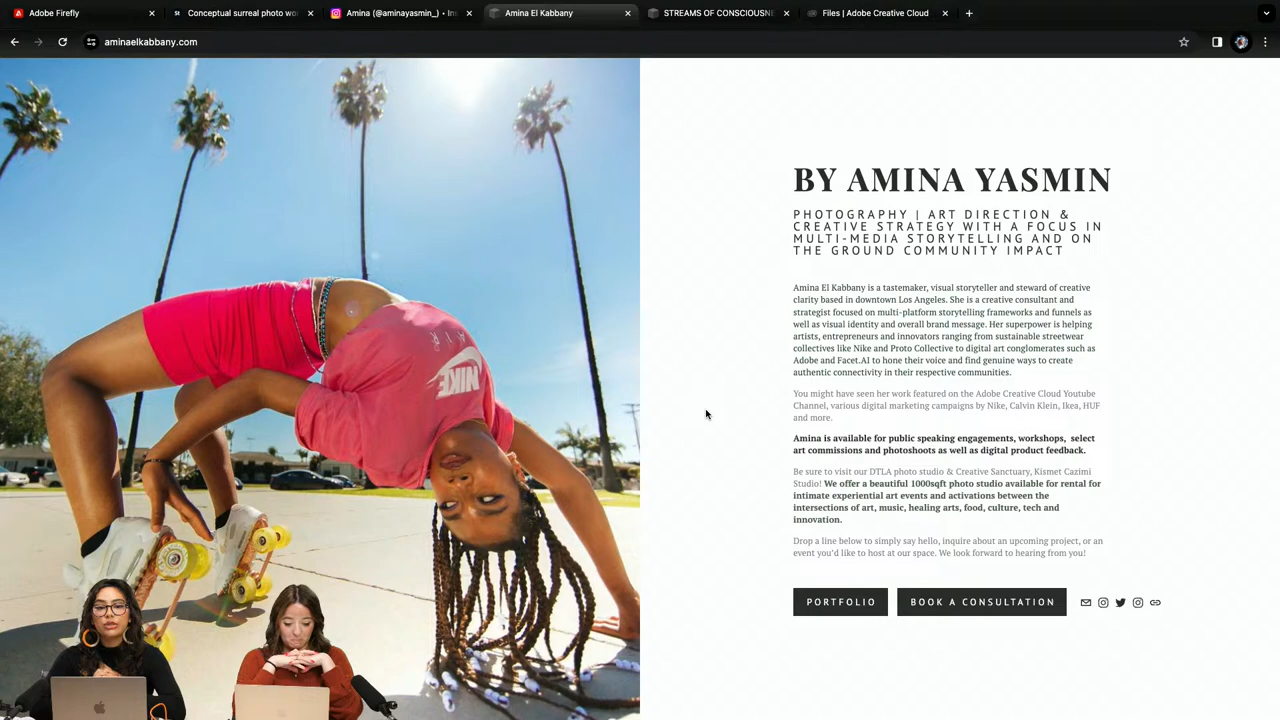 Adobe Firefly
Conceptual surreal photo wo
Amina (@aminayasmin_) • Ins
Amina El Kabbany
STREAMS OF CONSCIOUSNE
Files | Adobe Creative Cloud
aminaelkabbany.com
BY AMINA YASMIN
PHOTOGRAPHY | ART DIRECTION &
CREATIVE STRATEGY WITH A FOCUS IN
MULTI-MEDIA STORYTELLING AND ON
THE GROUND COMMUNITY IMPACT
Amina El Kabbany is a tastemaker, visual storyteller and steward of creative
clarity based in downtown Los Angeles. She is a creative consultant and
strategist focused on multi-platform storytelling frameworks and funnels as
well as visual identity and overall brand message. Her superpower is helping
artists, entrepreneurs and innovators ranging from sustainable streetwear
collectives like Nike and Proto Collective to digital art conglomerates such as
Adobe and Facet.AI to hone their voice and find genuine ways to create
authentic connectivity in their respective communities.
You might have seen her work featured on the Adobe Creative Cloud Youtube
Channel, various digital marketing campaigns by Nike, Calvin Klein, Ikea, HUF
and more.
Amina is available for public speaking engagements, workshops, select
art commissions and photoshoots as well as digital product feedback.
Be sure to visit our DTLA photo studio & Creative Sanctuary, Kismet Cazimi
Studio! We offer a beautiful 1000sqft photo studio available for rental for
intimate experiential art events and activations between the
intersections of art, music, healing arts, food, culture, tech and
innovation.
Drop a line below to simply say hello, inquire about an upcoming project, or an
event you'd like to host at our space. We look forward to hearing from you!
PORTFOLIO
BOOK A CONSULTATION
AIR
NIKE